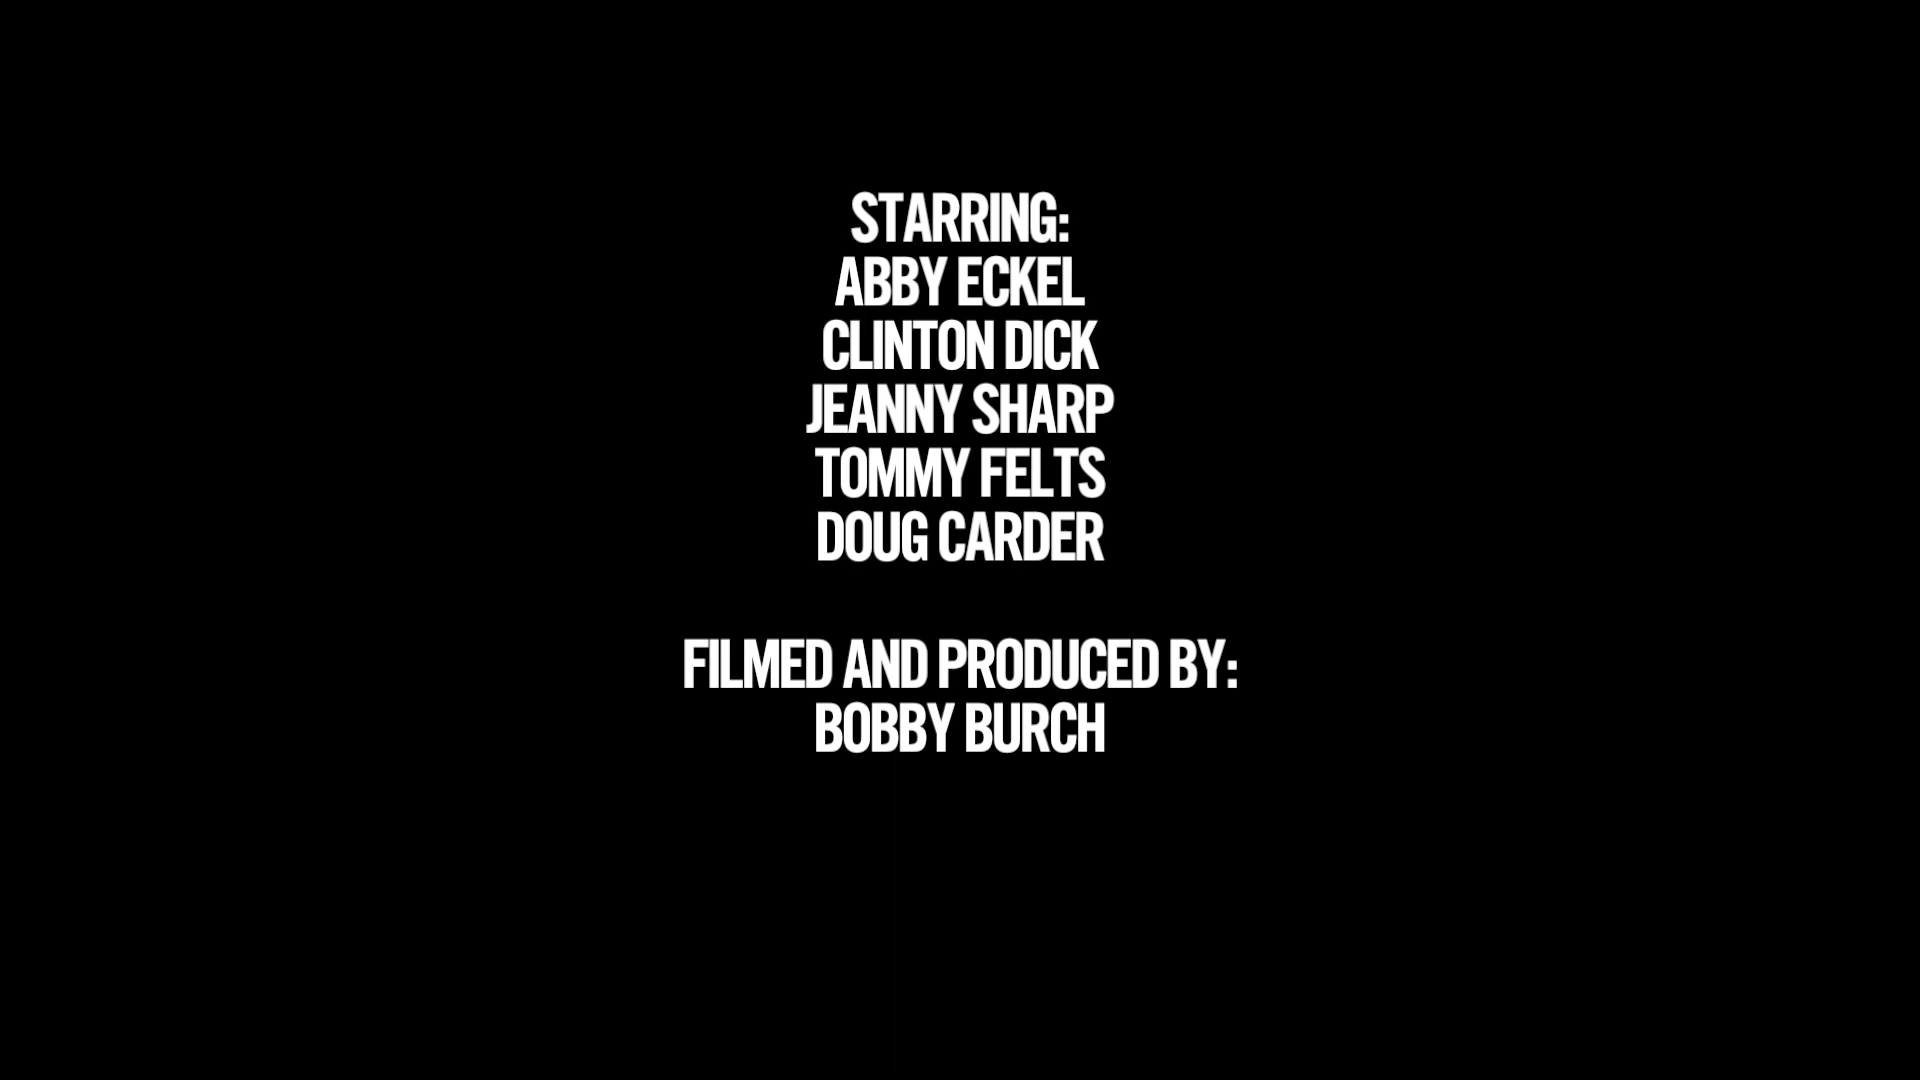 STARRING:
ABBY ECKEL
CLINTON DICK
JEANNY SHARP
TOMMY FELTS
DOUG CARDER
FILMED AND PRODUCED BY:
BOBBY BURCH